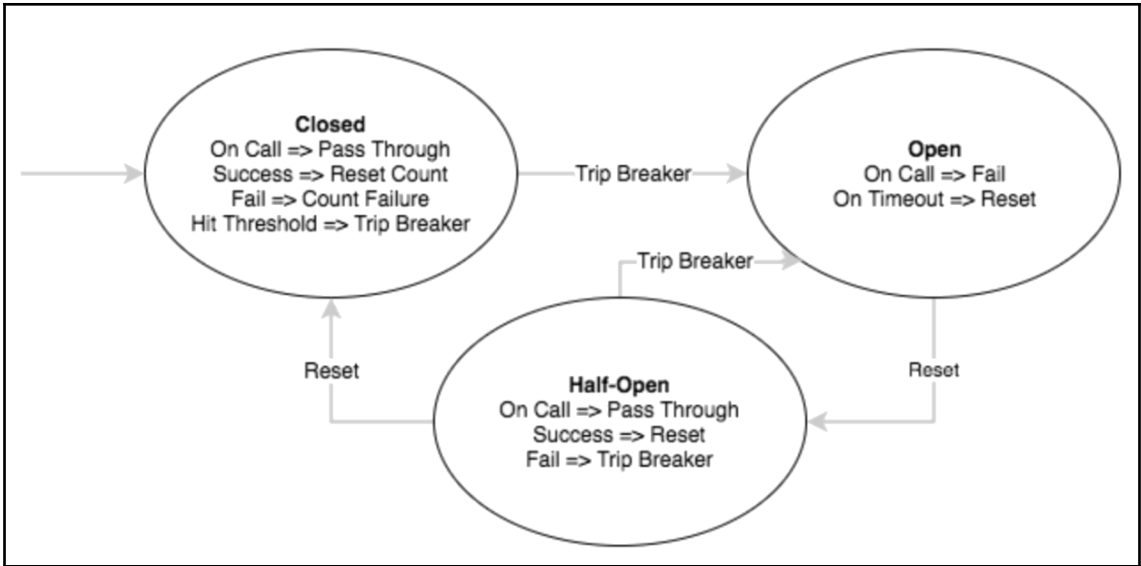 Closed
On Call => Pass Through
Success => Reset Count
Fail => Count Failure
Hit Threshold => Trip Breaker
Trip Breaker
Open
On Call => Fail
On Timeout => Reset
Trip Breaker
Reset
Reset
Half-Open
On Call => Pass Through
Success => Reset
Fail => Trip Breaker